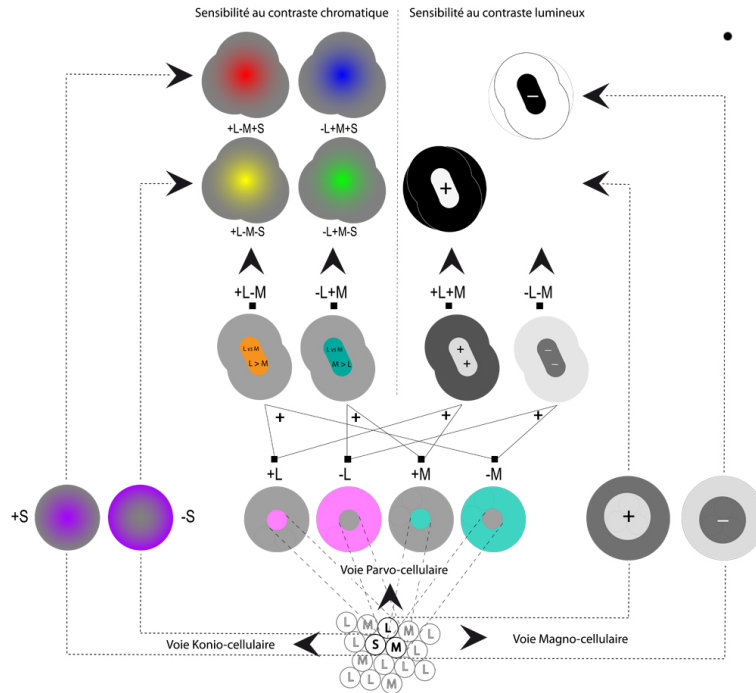 Sensibilité au contraste chromatique
Sensibilité au contraste lumineux
+L-M+S
-L+M+S
−
+L-M-S
-L+M-S
+
+L-M
-L+M
+L+M
-L-M
L vs M
L > M
L vs M
M > L
+
+
−
−
+
+
+
+
+L
-L
+M
-M
+S
-S
+
−
Voie Parvo-cellulaire
Voie Konio-cellulaire
Voie Magno-cellulaire
L M L M L
L S M L
M L L L
L L M